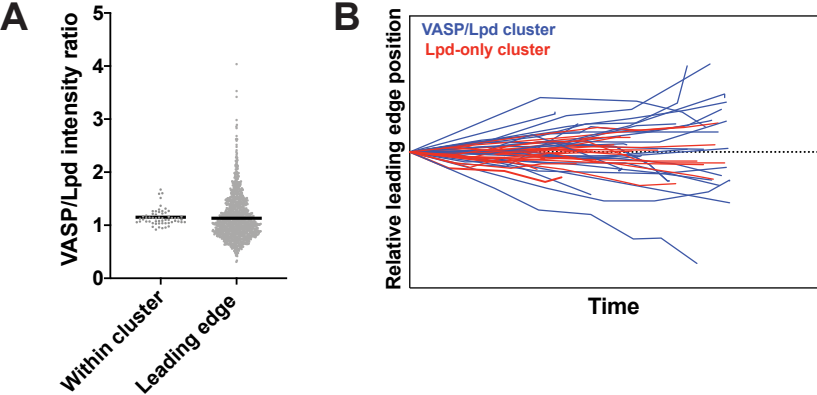 A
VASP/Lpd intensity ratio
5
4
3
2
1
0
Within cluster
Leading edge
B
Relative leading edge position
VASP/Lpd cluster
Lpd-only cluster
Time